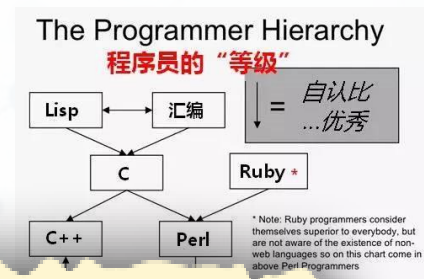 The Programmer Hierarchy
程序员的“等级”
= 自认比
...优秀
Lisp
汇编
C
Ruby *
* Note: Ruby programmers consider
themselves superior to everybody, but
are not aware of the existence of non-
web languages so on this chart come in
above Perl Programmers
C++
Perl